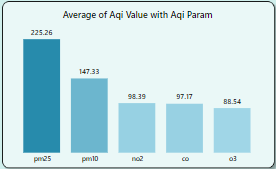 Average of Aqi Value with Aqi Param
225.26
147.33
98.39
97.17
88.54
pm25 pm10 no2 co o3